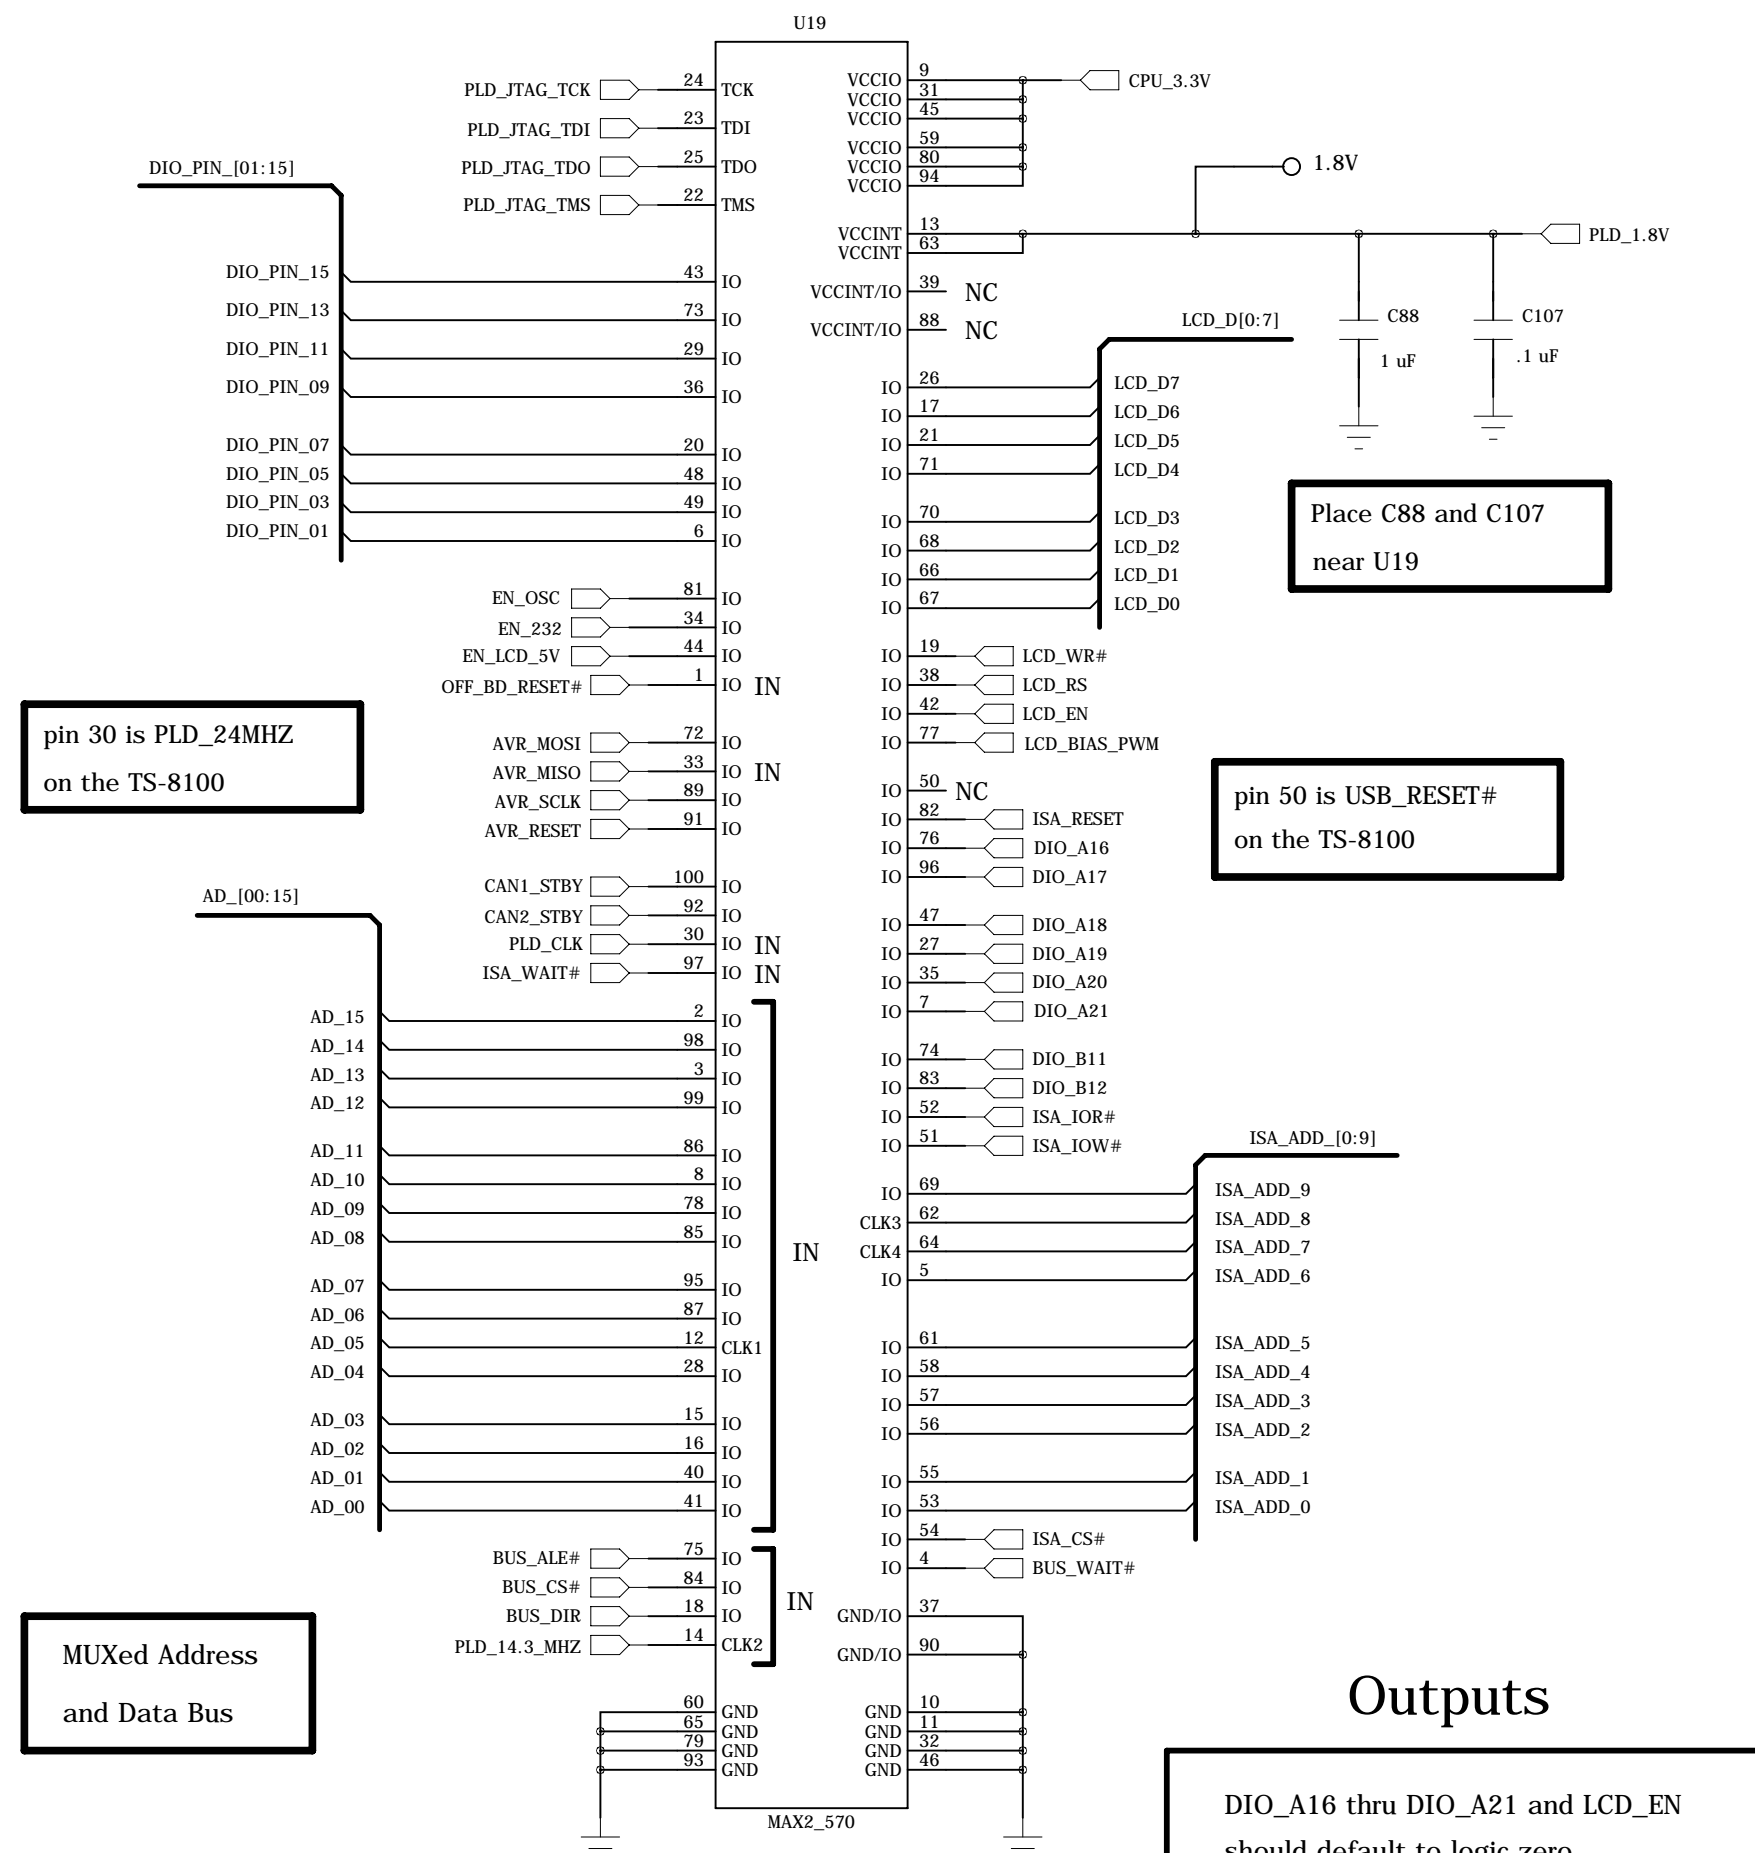 U19
PLD_JTAG_TCK 24 TCK
PLD_JTAG_TDI 23 TDI
PLD_JTAG_TDO 25 TDO
PLD_JTAG_TMS 22 TMS
DIO_PIN_[01:15]
DIO_PIN_15 43 IO
DIO_PIN_13 73 IO
DIO_PIN_11 29 IO
DIO_PIN_09 36 IO
DIO_PIN_07 20 IO
DIO_PIN_05 48 IO
DIO_PIN_03 49 IO
DIO_PIN_01 6 IO
EN_OSC 81 IO
EN_232 34 IO
EN_LCD_5V 44 IO
OFF_BD_RESET# 1 IO IN
pin 30 is PLD_24MHZ
on the TS-8100
AVR_MOSI 72 IO
AVR_MISO 33 IO IN
AVR_SCLK 89 IO
AVR_RESET 91 IO
CAN1_STBY 100 IO
CAN2_STBY 92 IO
PLD_CLK 30 IO IN
ISA_WAIT# 97 IO IN
AD_[00:15]
AD_15 2 IO
AD_14 98 IO
AD_13 3 IO
AD_12 99 IO
AD_11 86 IO
AD_10 8 IO
AD_09 78 IO
AD_08 85 IO
IN
AD_07 95 IO
AD_06 87 IO
AD_05 12 CLK1
AD_04 28 IO
AD_03 15 IO
AD_02 16 IO
AD_01 40 IO
AD_00 41 IO
BUS_ALE# 75 IO
BUS_CS# 84 IO
IN
BUS_DIR 18 IO
PLD_14.3_MHZ 14 CLK2
MUXed Address
and Data Bus
60 GND
65 GND
79 GND
93 GND
VCCIO 9 CPU_3.3V
VCCIO 31
VCCIO 45
VCCIO 59
VCCIO 80
VCCIO 94
1.8V
VCCINT 13 PLD_1.8V
VCCINT 63
VCCINT/IO 39 NC
VCCINT/IO 88 NC
C88
1 uF
C107
.1 uF
LCD_D[0:7]
IO 26 LCD_D7
IO 17 LCD_D6
IO 21 LCD_D5
IO 71 LCD_D4
IO 70 LCD_D3
IO 68 LCD_D2
IO 66 LCD_D1
IO 67 LCD_D0
Place C88 and C107
near U19
IO 19 LCD_WR#
IO 38 LCD_RS
IO 42 LCD_EN
IO 77 LCD_BIAS_PWM
IO 50 NC
pin 50 is USB_RESET#
on the TS-8100
IO 82 ISA_RESET
IO 76 DIO_A16
IO 96 DIO_A17
IO 47 DIO_A18
IO 27 DIO_A19
IO 35 DIO_A20
IO 7 DIO_A21
IO 74 DIO_B11
IO 83 DIO_B12
IO 52 ISA_IOR#
IO 51 ISA_IOW#
ISA_ADD_[0:9]
IO 69 ISA_ADD_9
CLK3 62 ISA_ADD_8
CLK4 64 ISA_ADD_7
IO 5 ISA_ADD_6
IO 61 ISA_ADD_5
IO 58 ISA_ADD_4
IO 57 ISA_ADD_3
IO 56 ISA_ADD_2
IO 55 ISA_ADD_1
IO 53 ISA_ADD_0
IO 54 ISA_CS#
IO 4 BUS_WAIT#
GND/IO 37
GND/IO 90
GND 10
GND 11
GND 32
GND 46
MAX2_570
Outputs
DIO_A16 thru DIO_A21 and LCD_EN
should default to logic zero